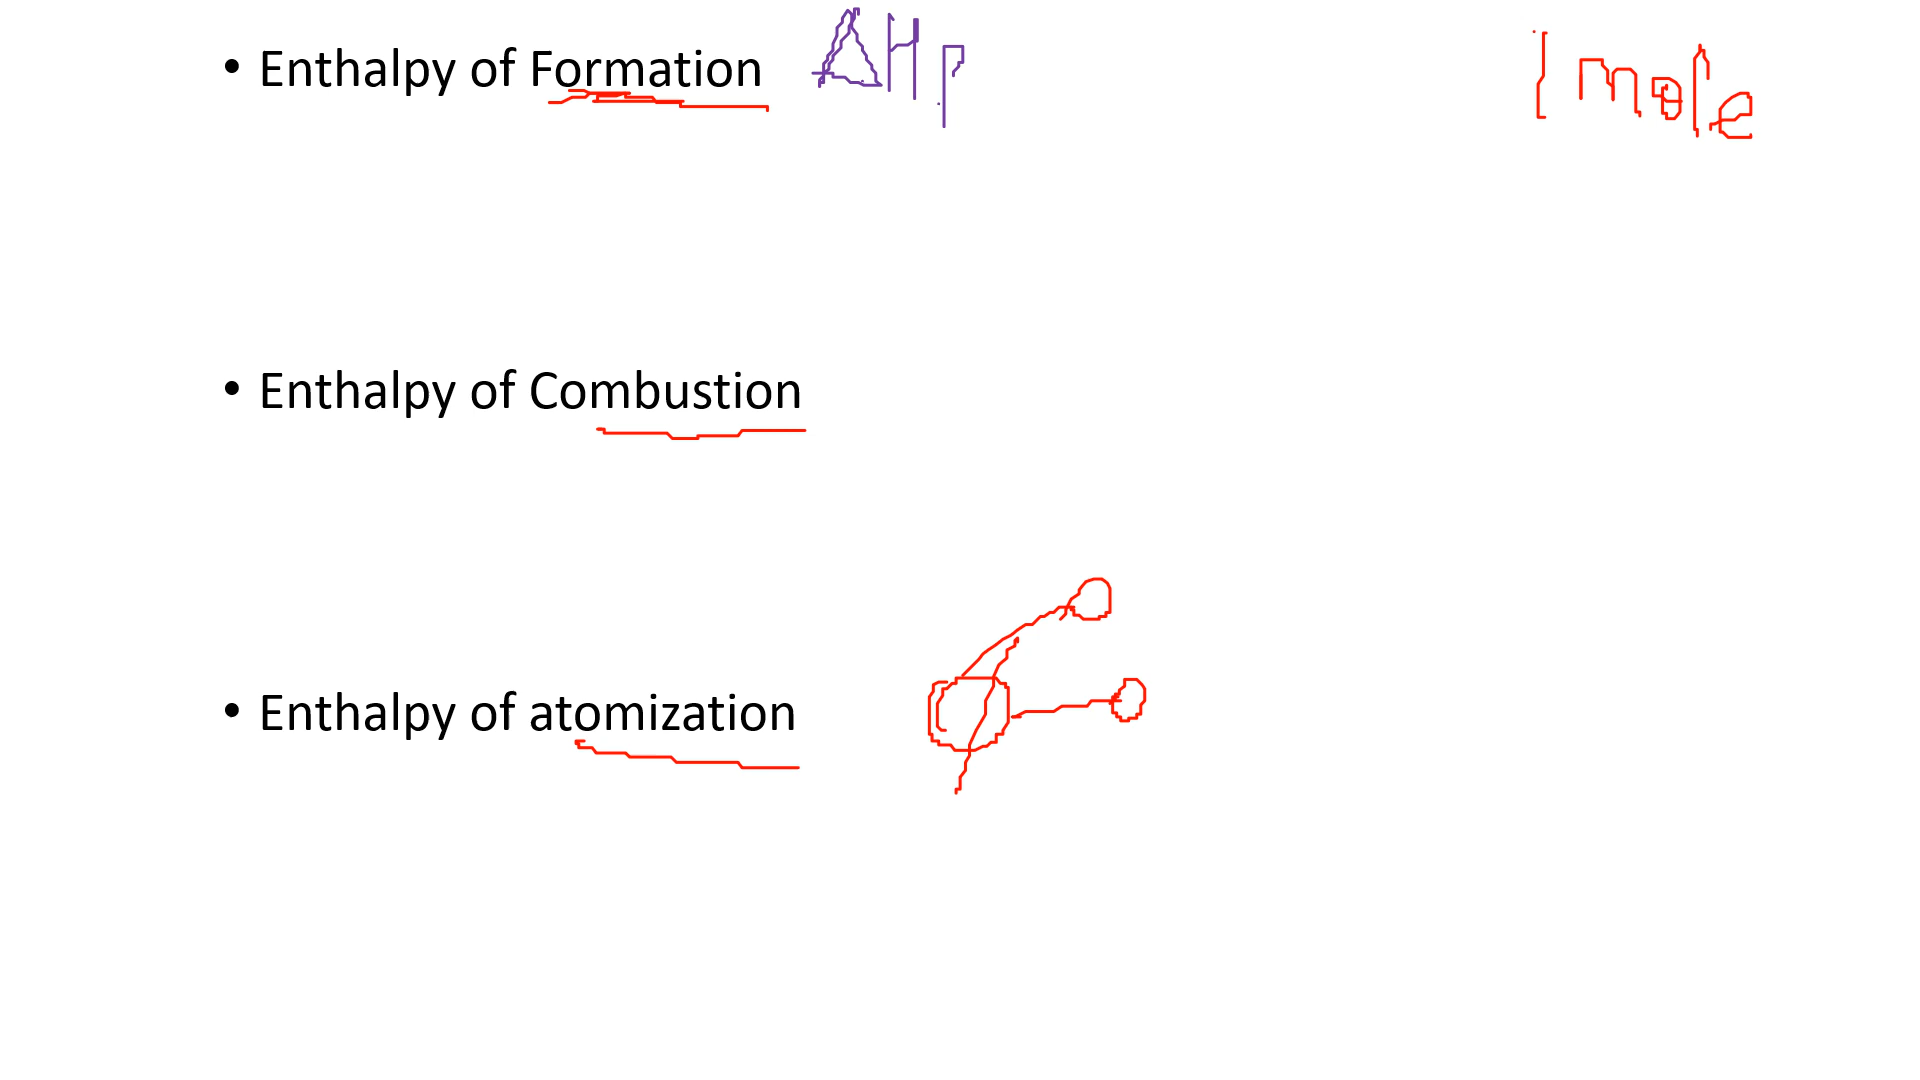 • Enthalpy of Formation ΔHf 1 mole
• Enthalpy of Combustion
• Enthalpy of atomization